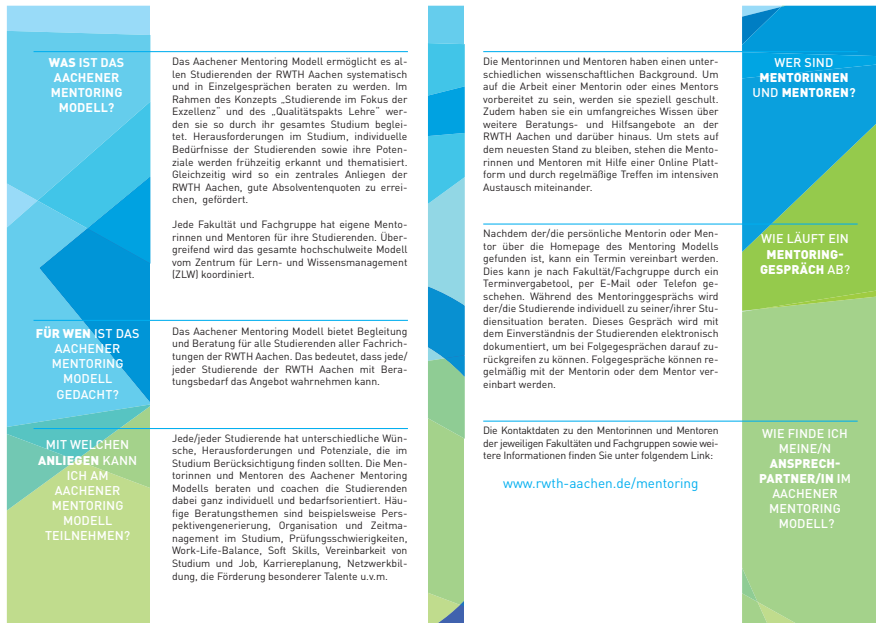 WAS IST DAS
AACHENER
MENTORING
MODELL?
Das Aachener Mentoring Modell ermöglicht es al-
len Studierenden der RWTH Aachen systematisch
und in Einzelgesprächen beraten zu werden. Im
Rahmen des Konzepts „Studierende im Fokus der
Exzellenz“ und des „Qualitätspakts Lehre“ wer-
den sie so durch ihr gesamtes Studium beglei-
tet. Herausforderungen im Studium, individuelle
Bedürfnisse der Studierenden sowie ihre Poten-
ziale werden frühzeitig erkannt und thematisiert.
Gleichzeitig wird so ein zentrales Anliegen der
RWTH Aachen, gute Absolventenquoten zu errei-
chen, gefördert.
Jede Fakultät und Fachgruppe hat eigene Mento-
rinnen und Mentoren für ihre Studierenden. Über-
greifend wird das gesamte hochschulweite Modell
vom Zentrum für Lern- und Wissensmanagement
(ZLW) koordiniert.
FÜR WEN IST DAS
AACHENER
MENTORING
MODELL
GEDACHT?
Das Aachener Mentoring Modell bietet Begleitung
und Beratung für alle Studierenden aller Fachrich-
tungen der RWTH Aachen. Das bedeutet, dass jede/
jeder Studierende der RWTH Aachen mit Bera-
tungsbedarf das Angebot wahrnehmen kann.
MIT WELCHEN
ANLIEGEN KANN
ICH AM
AACHENER
MENTORING
MODELL
TEILNEHMEN?
Jede/jeder Studierende hat unterschiedliche Wün-
sche, Herausforderungen und Potenziale, die im
Studium Berücksichtigung finden sollten. Die Men-
torinnen und Mentoren des Aachener Mentoring
Modells beraten und coachen die Studierenden
dabei ganz individuell und bedarfsorientiert. Häu-
fige Beratungsthemen sind beispielsweise Pers-
pektivengenerierung, Organisation und Zeitma-
nagement im Studium, Prüfungsschwierigkeiten,
Work-Life-Balance, Soft Skills, Vereinbarkeit von
Studium und Job, Karriereplanung, Netzwerkbil-
dung, die Förderung besonderer Talente u.v.m.
WER SIND
MENTORINNEN
UND MENTOREN?
Die Mentorinnen und Mentoren haben einen unter-
schiedlichen wissenschaftlichen Background. Um
auf die Arbeit einer Mentorin oder eines Mentors
vorbereitet zu sein, werden sie speziell geschult.
Zudem haben sie ein umfangreiches Wissen über
weitere Beratungs- und Hilfsangebote an der
RWTH Aachen und darüber hinaus. Um stets auf
dem neuesten Stand zu bleiben, stehen die Mento-
rinnen und Mentoren mit Hilfe einer Online Platt-
form und durch regelmäßige Treffen im intensiven
Austausch miteinander.
WIE LÄUFT EIN
MENTORING-
GESPRÄCH AB?
Nachdem der/die persönliche Mentorin oder Men-
tor über die Homepage des Mentoring Modells
gefunden ist, kann ein Termin vereinbart werden.
Dies kann je nach Fakultät/Fachgruppe durch ein
Terminvergabetool, per E-Mail oder Telefon ge-
schehen. Während des Mentoringgesprächs wird
der/die Studierende individuell zu seiner/ihrer Stu-
diensituation beraten. Dieses Gespräch wird mit
dem Einverständnis der Studierenden elektronisch
dokumentiert, um bei Folgegesprächen darauf zu-
rückgreifen zu können. Folgegespräche können re-
gelmäßig mit der Mentorin oder dem Mentor ver-
einbart werden.
WIE FINDE ICH
MEINE/N
ANSPRECH-
PARTNER/IN IM
AACHENER
MENTORING
MODELL?
Die Kontaktdaten zu den Mentorinnen und Mentoren
der jeweiligen Fakultäten und Fachgruppen sowie wei-
tere Informationen finden Sie unter folgendem Link:
www.rwth-aachen.de/mentoring